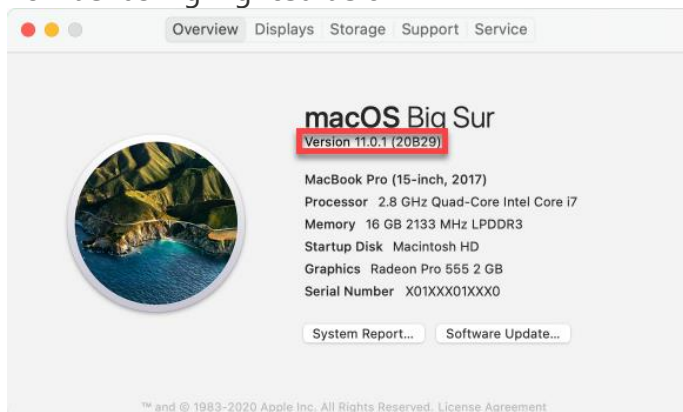 Overview Displays Storage Support Service
macOS Big Sur
Version 11.0.1 (20B29)
MacBook Pro (15-inch, 2017)
Processor 2.8 GHz Quad-Core Intel Core i7
Memory 16 GB 2133 MHz LPDDR3
Startup Disk Macintosh HD
Graphics Radeon Pro 555 2 GB
Serial Number X01XXX01XXX0
System Report... Software Update...
™ and © 1983-2020 Apple Inc. All Rights Reserved. License Agreement